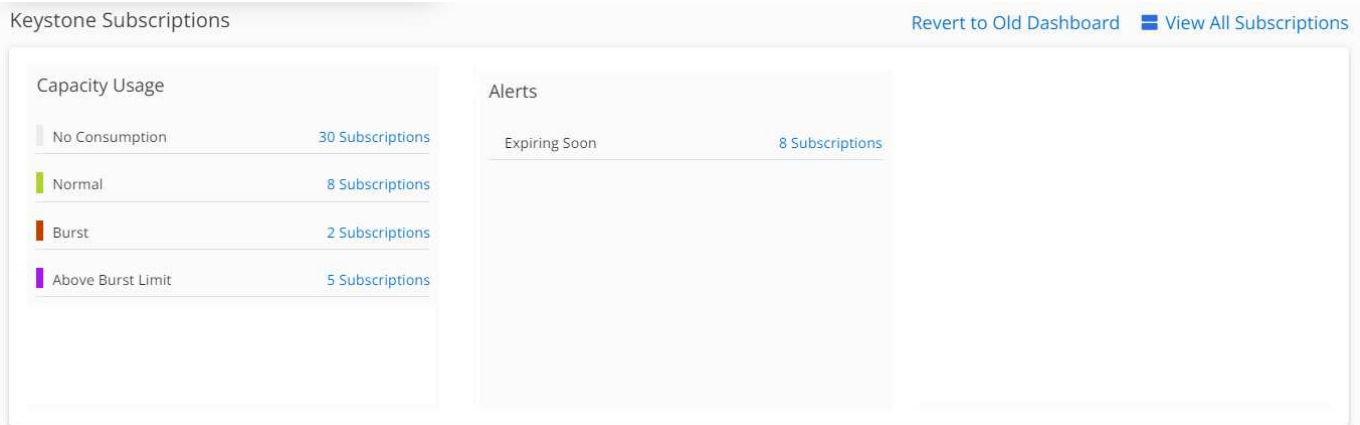 Keystone Subscriptions
Revert to Old Dashboard View All Subscriptions
Capacity Usage
No Consumption 30 Subscriptions
Normal 8 Subscriptions
Burst 2 Subscriptions
Above Burst Limit 5 Subscriptions
Alerts
Expiring Soon 8 Subscriptions